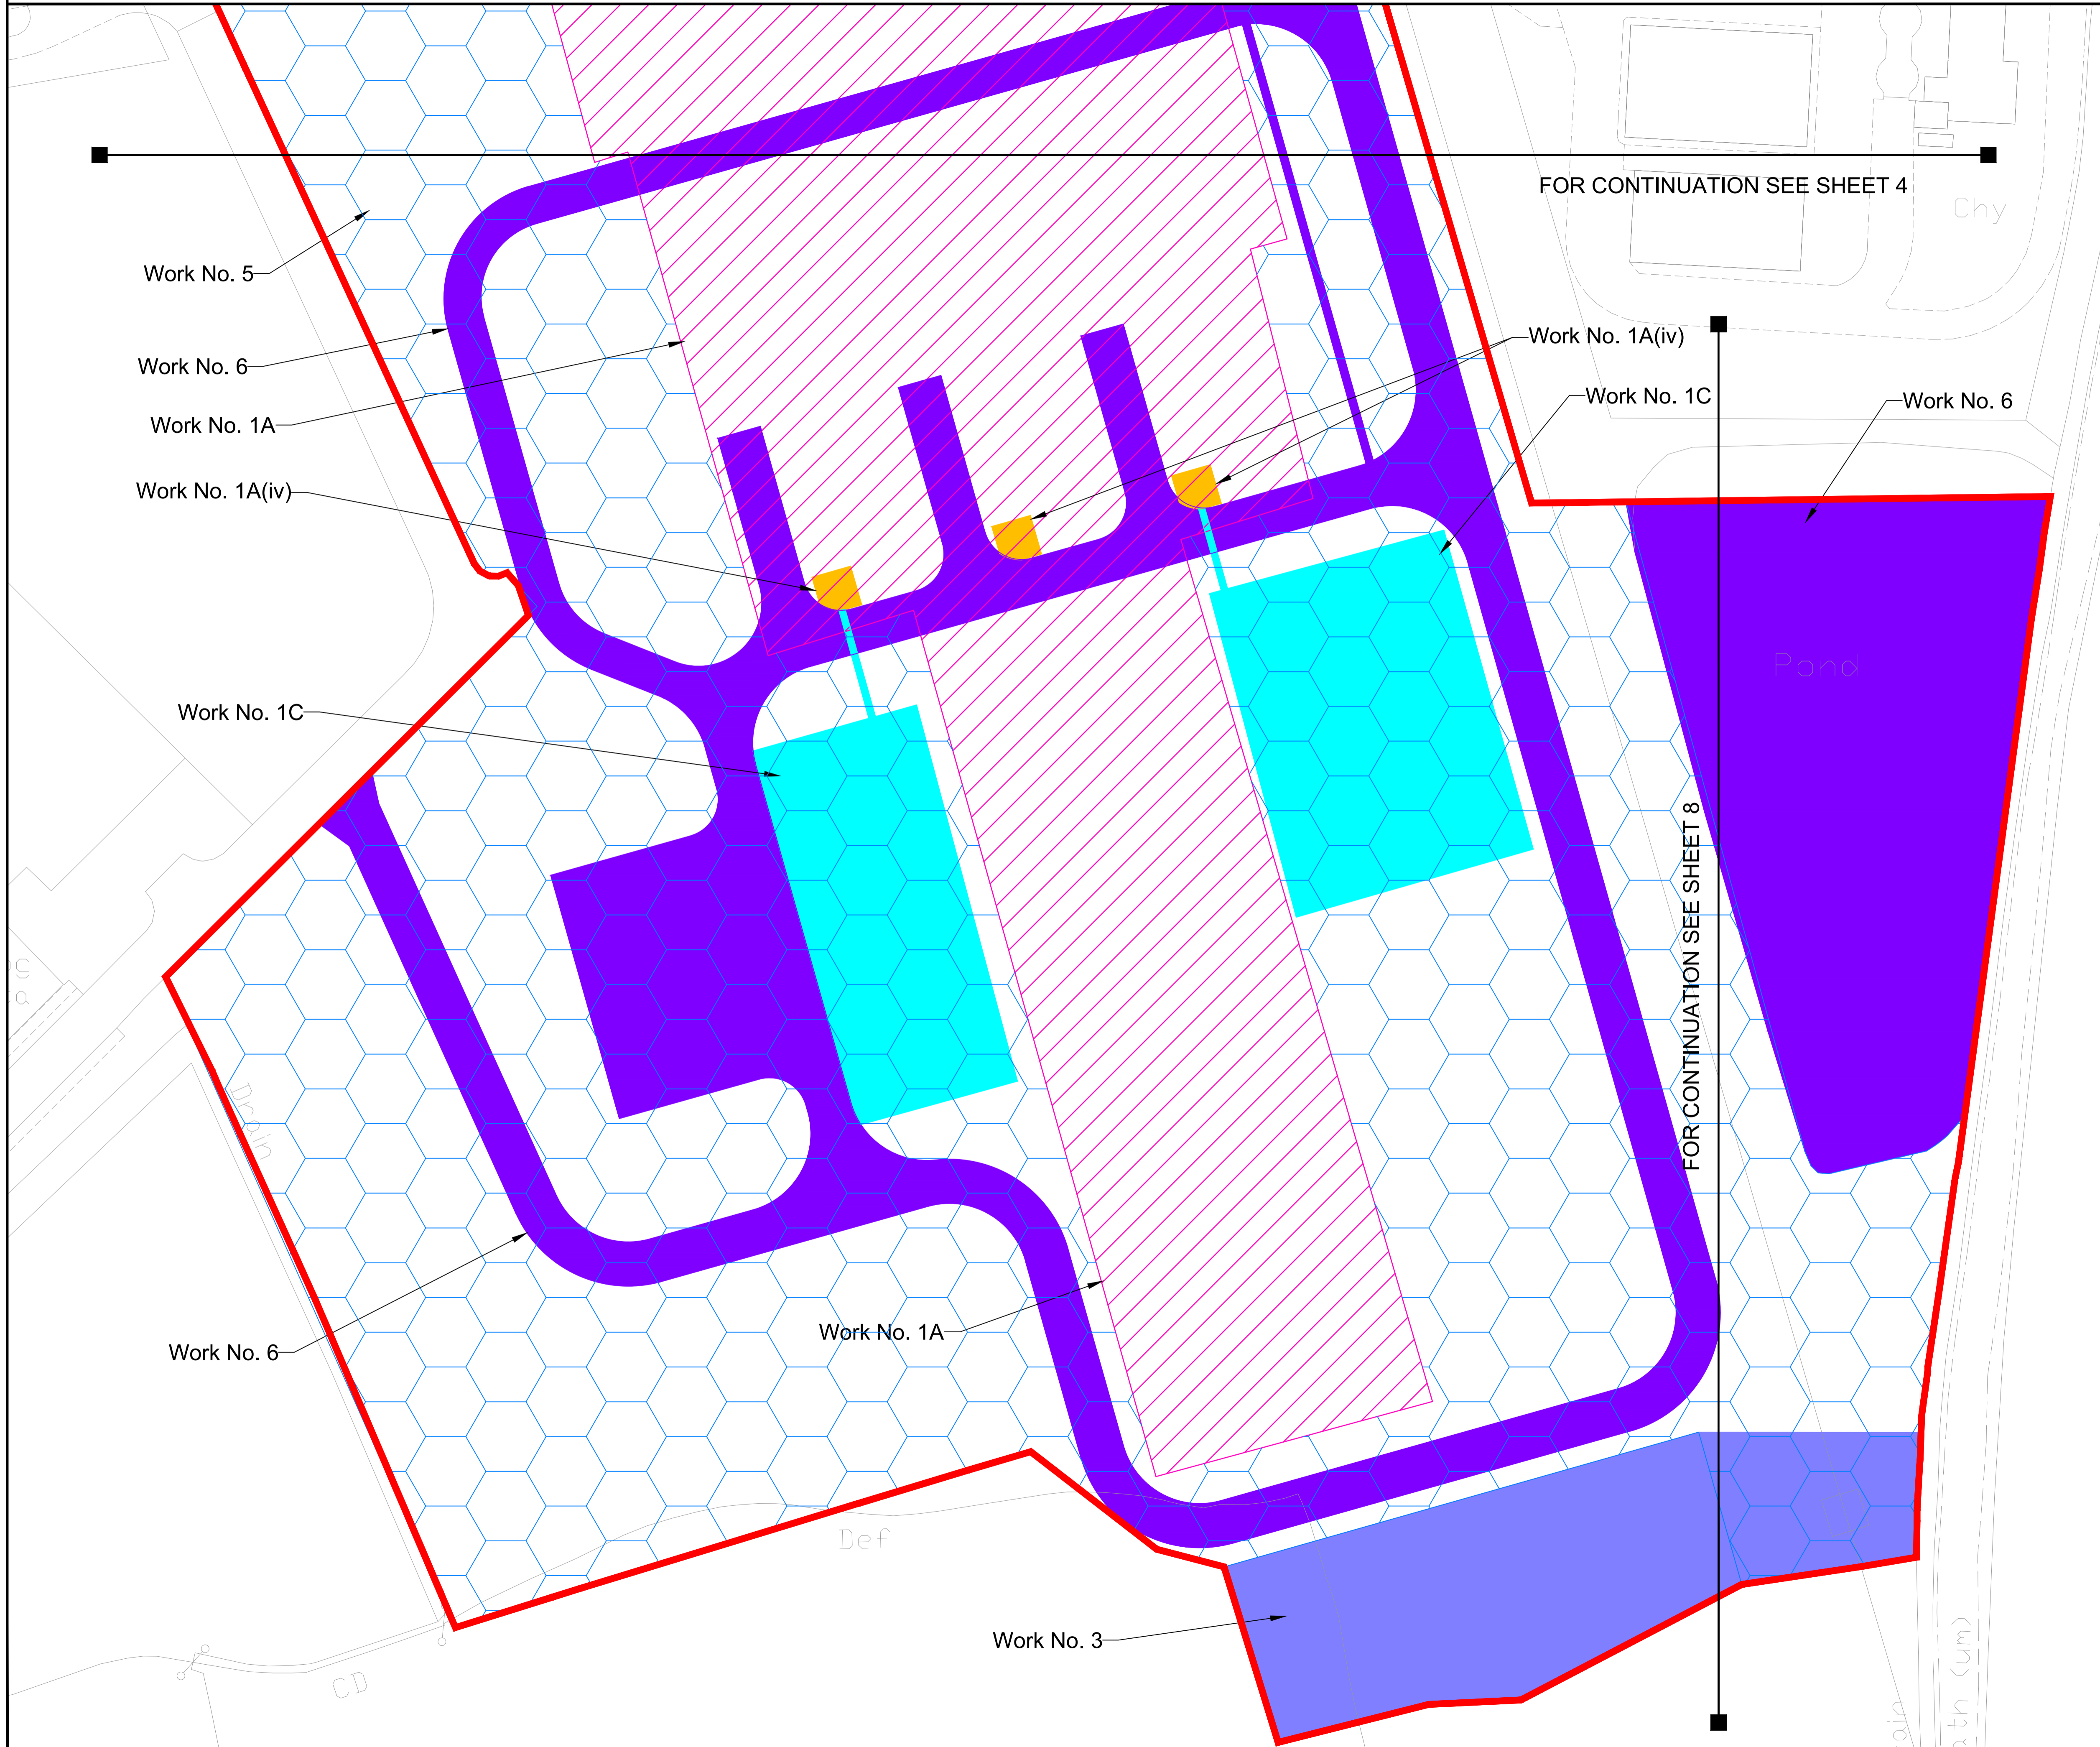 FOR CONTINUATION SEE SHEET 4
Chy
Work No. 5
Work No. 1A(iv)
Work No. 6
Work No. 1C
Work No. 6
Work No. 1A
Work No. 1A(iv)
Pond
Work No. 1C
FOR CONTINUATION SEE SHEET 8
Drain
Work No. 1A
Work No. 6
Def
Work No. 3
CD